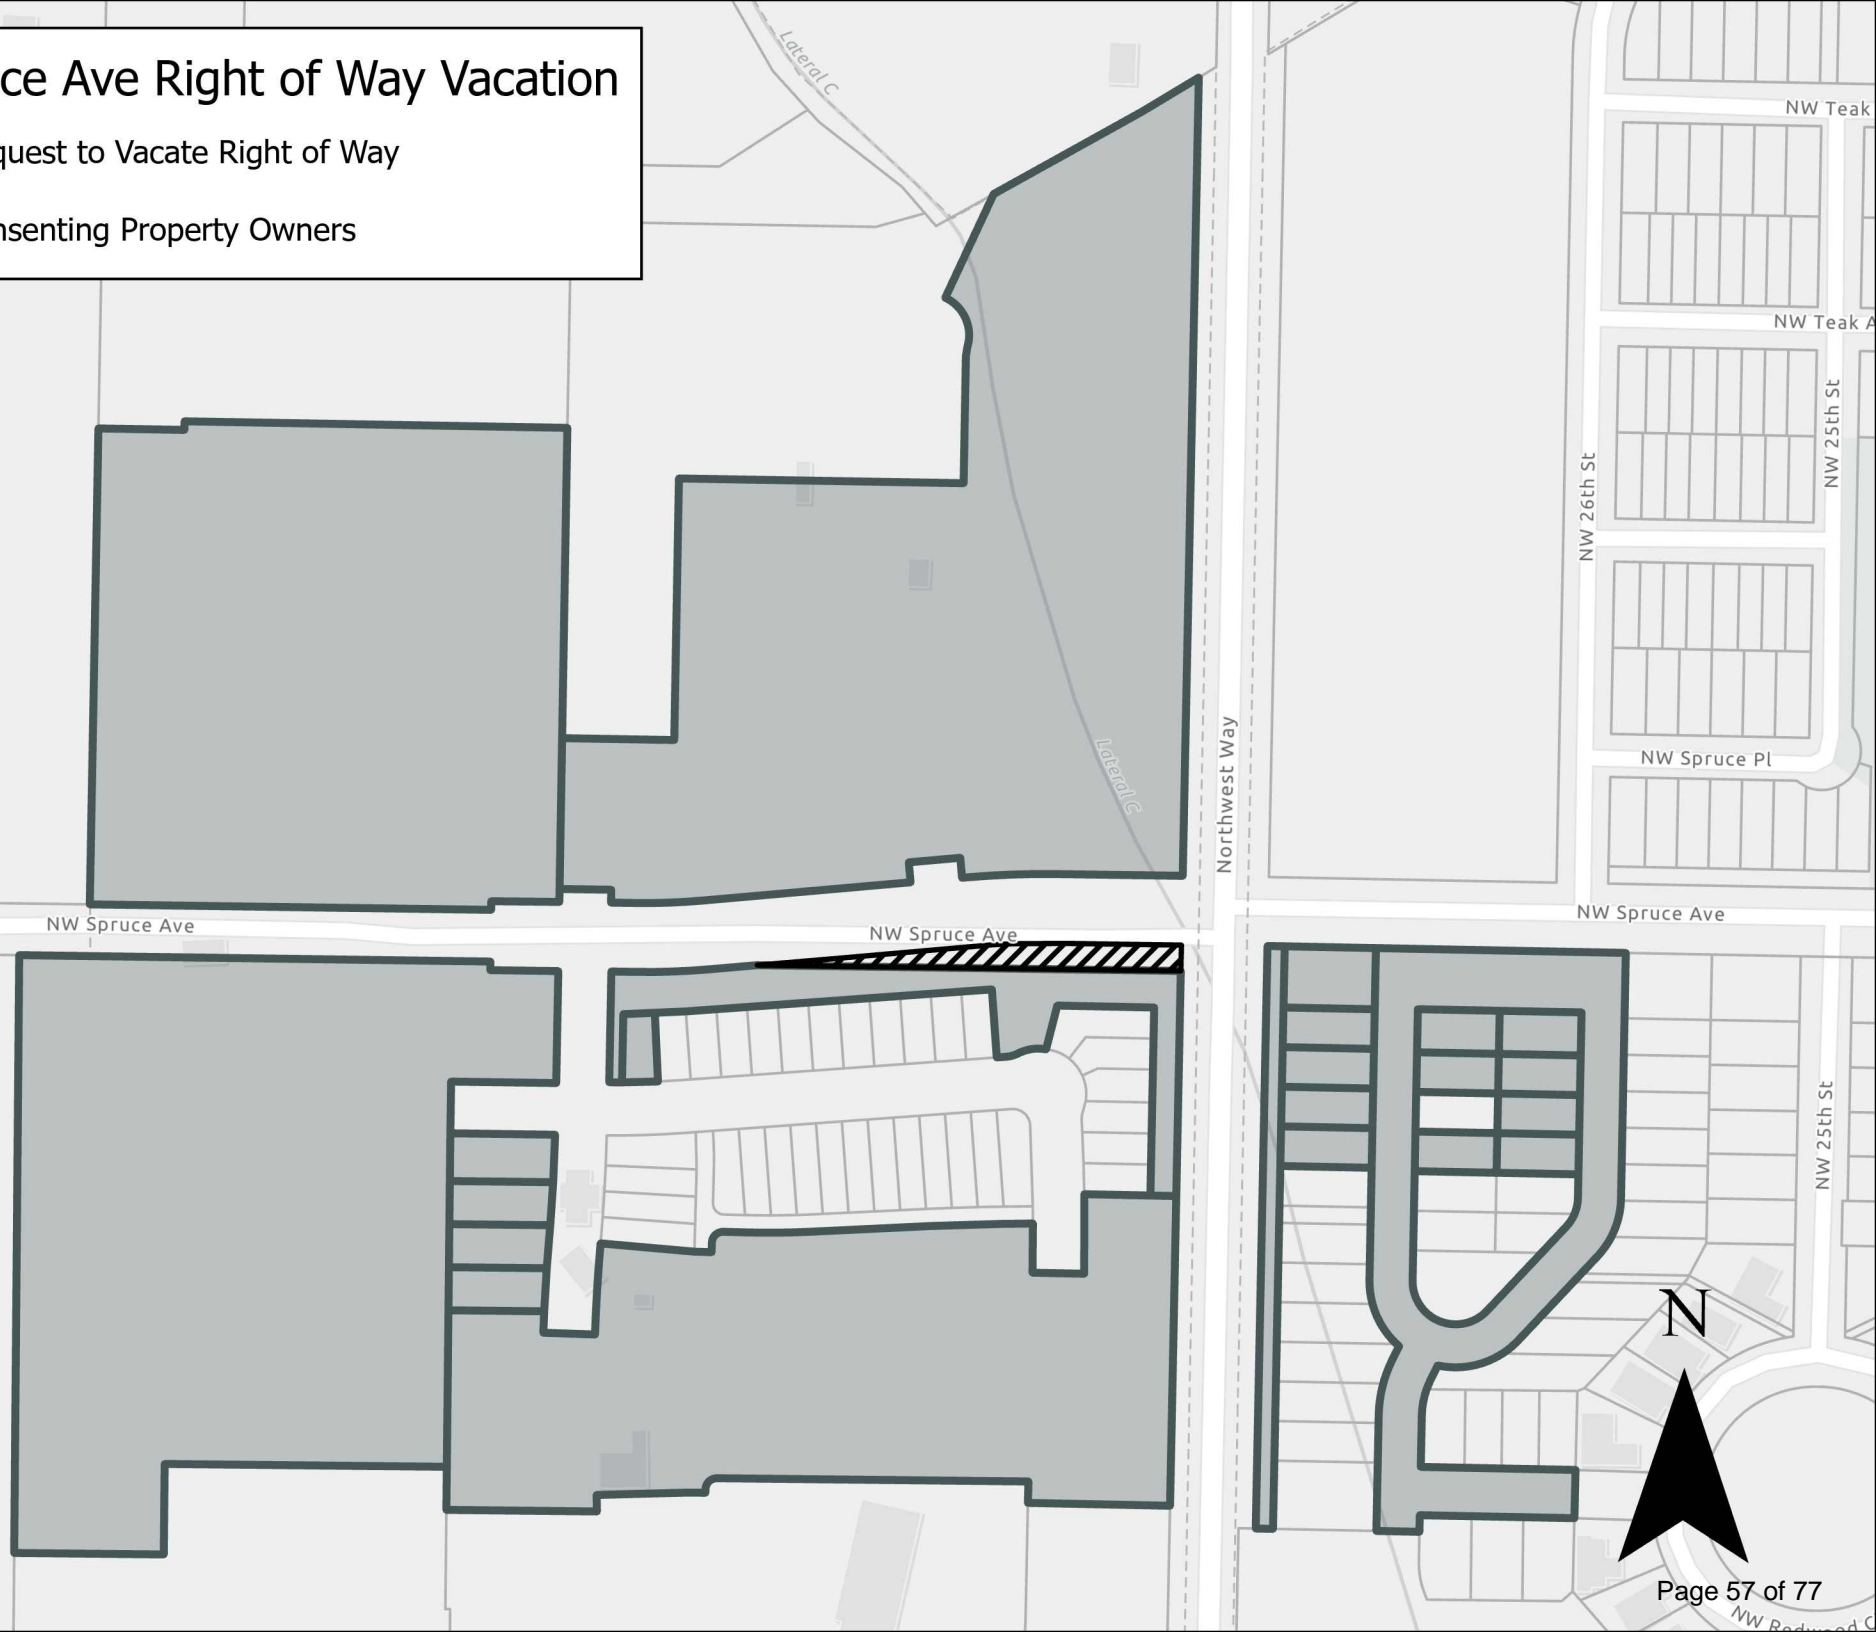 ce Ave Right of Way Vacation
quest to Vacate Right of Way
nsenting Property Owners
Lateral C
NW Teak
NW Teak A
NW 25th St
NW 26th St
Lateral C
Northwest Way
NW Spruce Pl
NW Spruce Ave
NW Spruce Ave
NW Spruce Ave
NW 25th St
N
Page 57 of 77
NW Redwood C